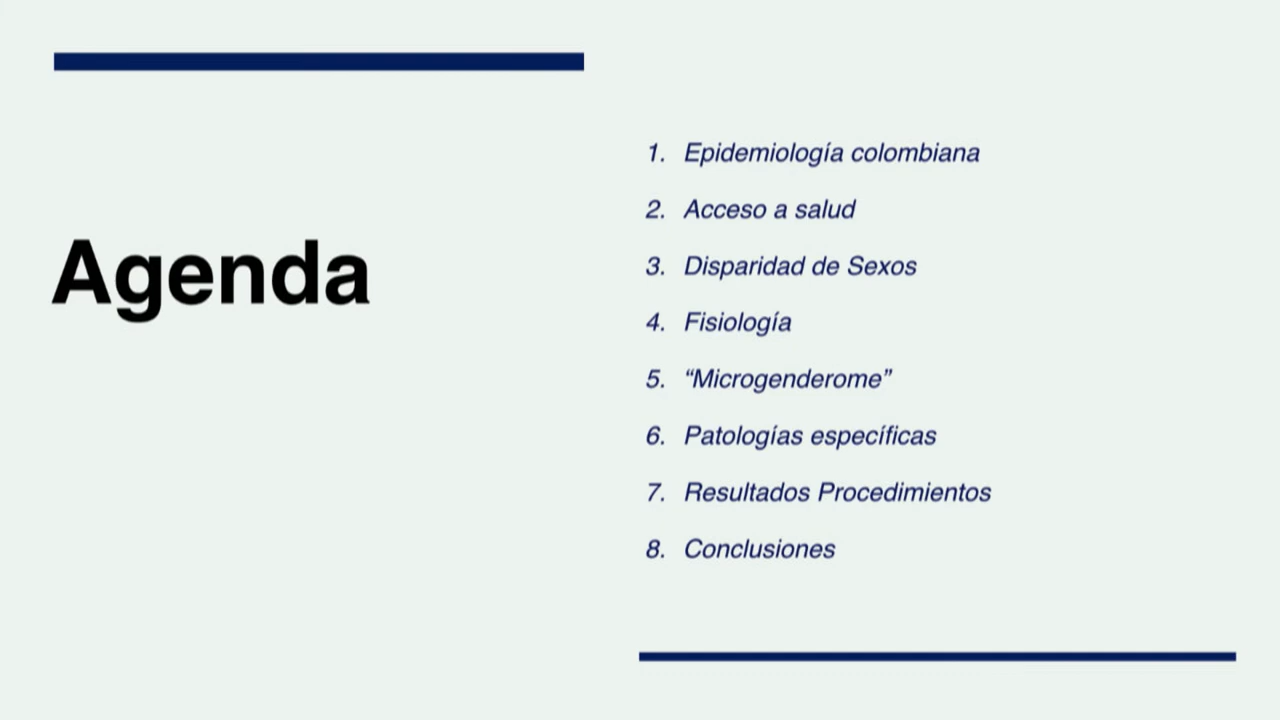 Agenda
1. Epidemiología colombiana
2. Acceso a salud
3. Disparidad de Sexos
4. Fisiología
5. “Microgenderome”
6. Patologías específicas
7. Resultados Procedimientos
8. Conclusiones